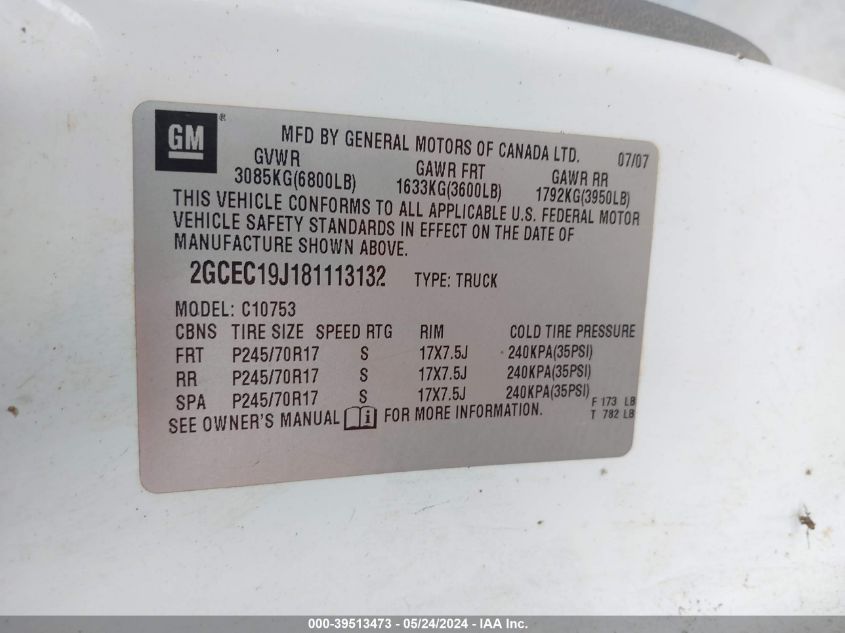 GM ®
MFD BY GENERAL MOTORS OF CANADA LTD. 07/07
GVWR GAWR FRT GAWR RR
3085KG(6800LB) 1633KG(3600LB) 1792KG(3950LB)
THIS VEHICLE CONFORMS TO ALL APPLICABLE U.S. FEDERAL MOTOR
VEHICLE SAFETY STANDARDS IN EFFECT ON THE DATE OF
MANUFACTURE SHOWN ABOVE.
2GCEC19J181113132 TYPE: TRUCK
MODEL: C10753
CBNS TIRE SIZE SPEED RTG RIM COLD TIRE PRESSURE
FRT P245/70R17 S 17X7.5J 240KPA(35PSI)
RR P245/70R17 S 17X7.5J 240KPA(35PSI)
SPA P245/70R17 S 17X7.5J 240KPA(35PSI)
F 173 LB
SEE OWNER'S MANUAL i FOR MORE INFORMATION. T 782 LB
000-39513473 - 05/24/2024 - IAA Inc.